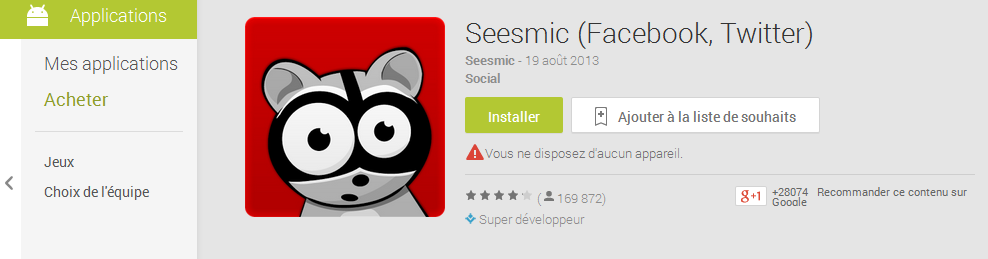 Applications
Mes applications
Acheter
Jeux
Choix de l'équipe
Seesmic (Facebook, Twitter)
Seesmic - 19 août 2013
Social
Installer
Ajouter à la liste de souhaits
Vous ne disposez d'aucun appareil.
(169 872)
Super développeur
g+1
+28074 Recommander ce contenu sur
Google